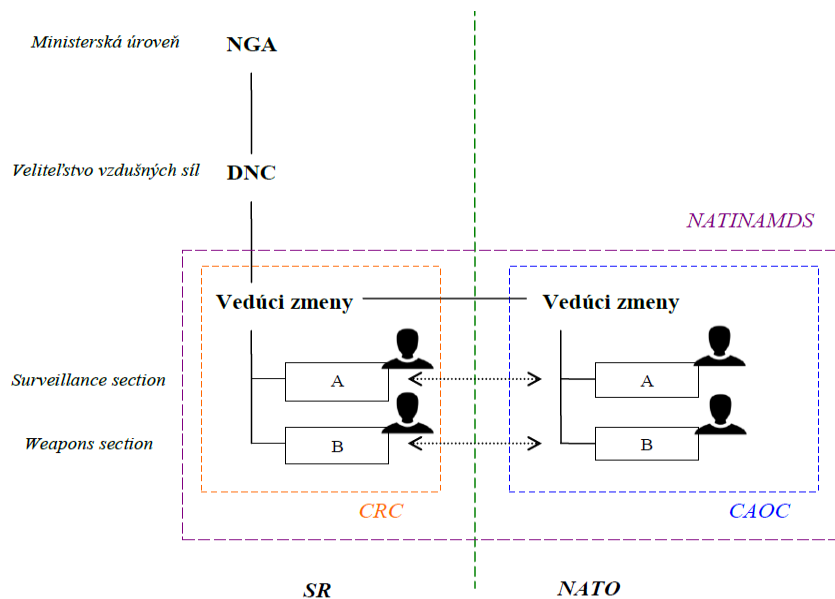 Ministerská úroveň
NGA
Veliteľstvo vzdušných síl
DNC
NATINAMDS
Vedúci zmeny
Vedúci zmeny
Surveillance section
A
A
Weapons section
B
B
CRC
CAOC
SR
NATO